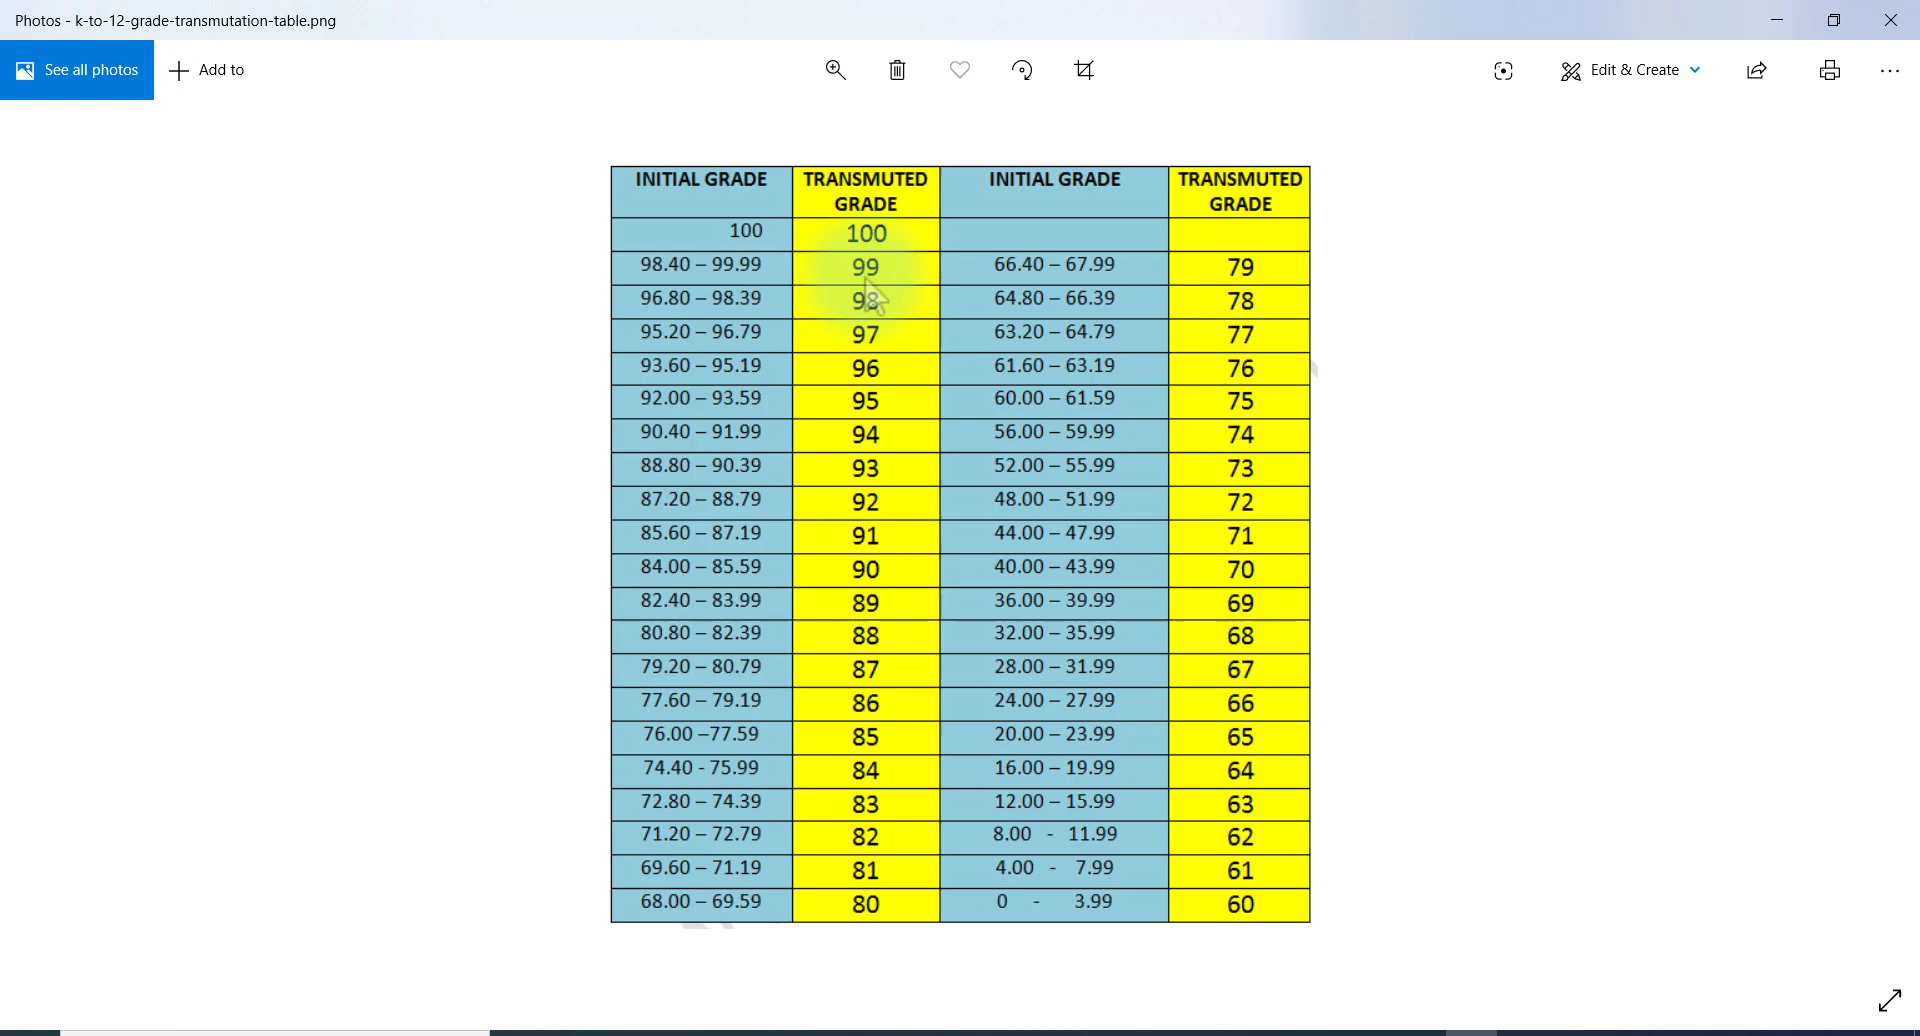 Photos - k-to-12-grade-transmutation-table.png
See all photos
Add to
Edit & Create
INITIAL GRADE TRANSMUTED GRADE INITIAL GRADE TRANSMUTED GRADE
100 100
98.40 – 99.99 99 66.40 – 67.99 79
96.80 – 98.39 98 64.80 – 66.39 78
95.20 – 96.79 97 63.20 – 64.79 77
93.60 – 95.19 96 61.60 – 63.19 76
92.00 – 93.59 95 60.00 – 61.59 75
90.40 – 91.99 94 56.00 – 59.99 74
88.80 – 90.39 93 52.00 – 55.99 73
87.20 – 88.79 92 48.00 – 51.99 72
85.60 – 87.19 91 44.00 – 47.99 71
84.00 – 85.59 90 40.00 – 43.99 70
82.40 – 83.99 89 36.00 – 39.99 69
80.80 – 82.39 88 32.00 – 35.99 68
79.20 – 80.79 87 28.00 – 31.99 67
77.60 – 79.19 86 24.00 – 27.99 66
76.00 –77.59 85 20.00 – 23.99 65
74.40 - 75.99 84 16.00 – 19.99 64
72.80 – 74.39 83 12.00 – 15.99 63
71.20 – 72.79 82 8.00 - 11.99 62
69.60 – 71.19 81 4.00 - 7.99 61
68.00 – 69.59 80 0 - 3.99 60